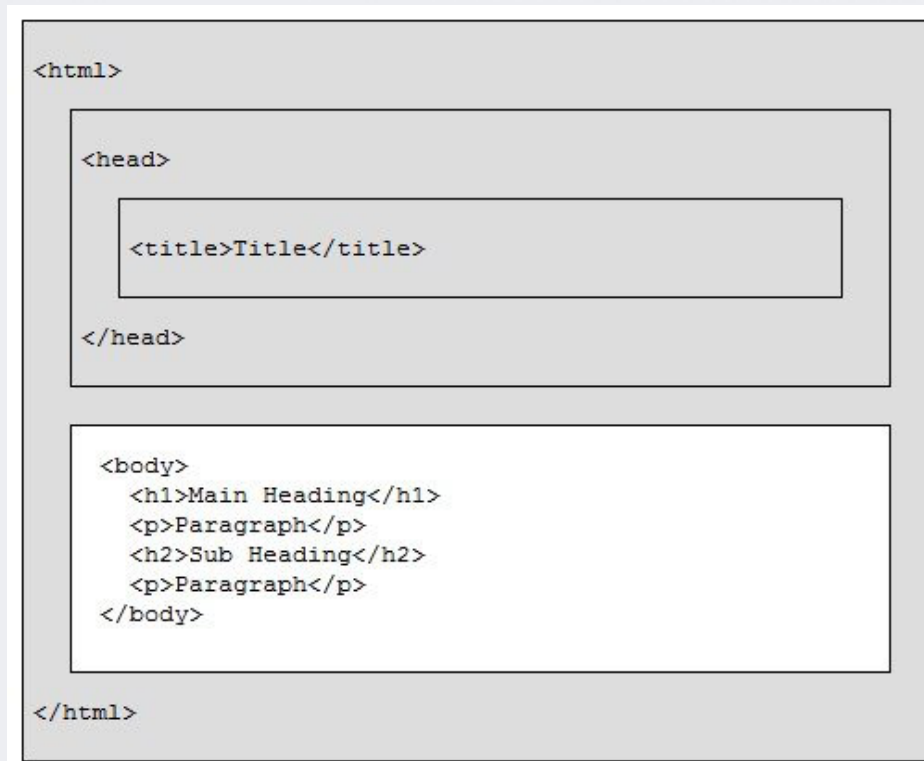 <html>
<head>
<title>Title</title>
</head>
<body>
<h1>Main Heading</h1>
<p>Paragraph</p>
<h2>Sub Heading</h2>
<p>Paragraph</p>
</body>
</html>